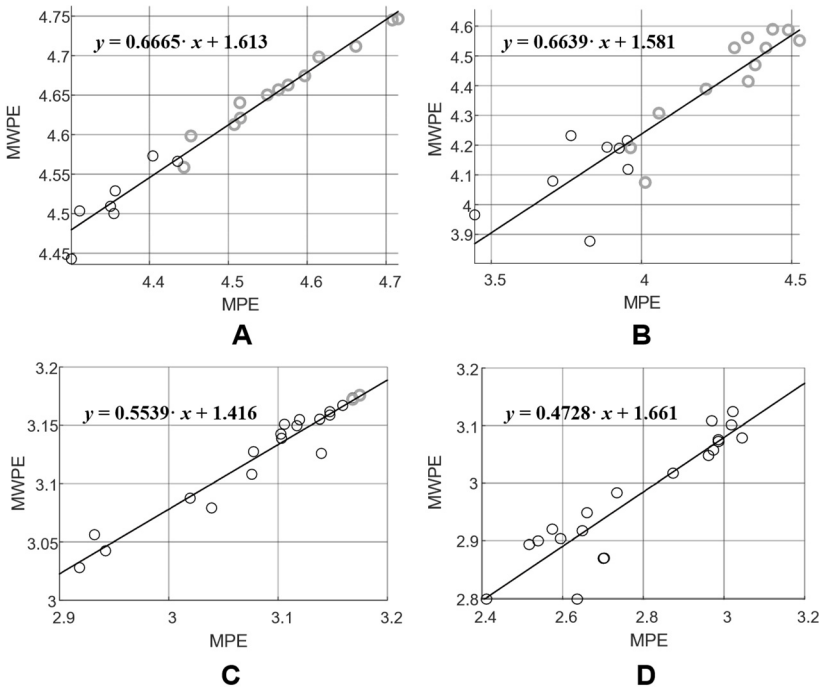 4.75
4.7
4.65
4.6
4.55
4.5
4.45
MWPE
y = 0.6665· x + 1.613
4.4 4.5 4.6 4.7
MPE
A
4.6
4.5
4.4
4.3
4.2
4.1
4
3.9
MWPE
y = 0.6639· x + 1.581
3.5 4 4.5
MPE
B
3.2
3.15
3.1
3.05
3
MWPE
y = 0.5539· x + 1.416
2.9 3 3.1 3.2
MPE
C
3.2
3.1
3
2.9
2.8
MWPE
y = 0.4728· x + 1.661
2.4 2.6 2.8 3 3.2
MPE
D